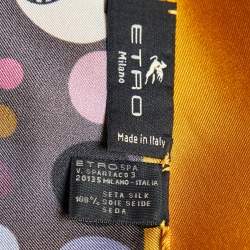 ETRO
Milano
Made in Italy
ETRO SPA
V. SPARTACO 3
20135 MILANO - ITALIA
SETA SILK
100% SOIE SEIDE
SEDA